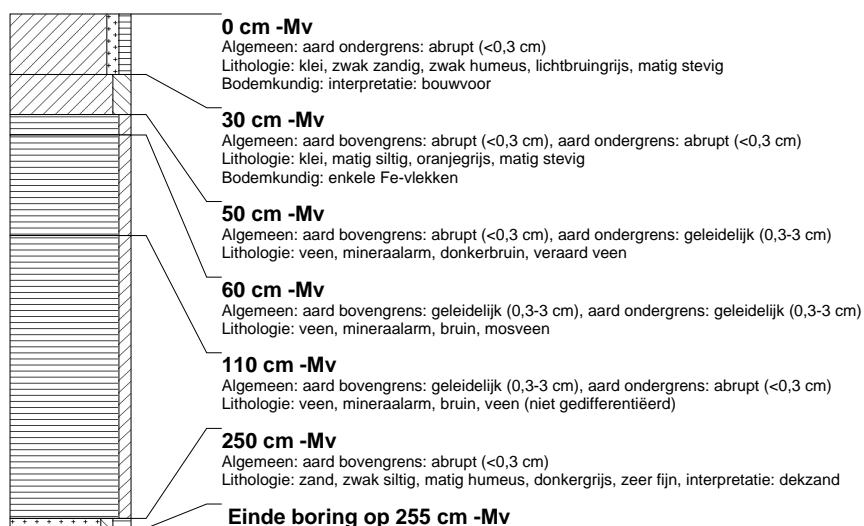 0 cm -Mv
Algemeen: aard ondergrens: abrupt (<0,3 cm)
Lithologie: klei, zwak zandig, zwak humeus, lichtbruingrijs, matig stevig
Bodemkundig: interpretatie: bouwvoor
30 cm -Mv
Algemeen: aard bovengrens: abrupt (<0,3 cm), aard ondergrens: abrupt (<0,3 cm)
Lithologie: klei, matig siltig, oranjegrijs, matig stevig
Bodemkundig: enkele Fe-vlekken
50 cm -Mv
Algemeen: aard bovengrens: abrupt (<0,3 cm), aard ondergrens: geleidelijk (0,3-3 cm)
Lithologie: veen, mineraalarm, donkerbruin, veraard veen
60 cm -Mv
Algemeen: aard bovengrens: geleidelijk (0,3-3 cm), aard ondergrens: geleidelijk (0,3-3 cm)
Lithologie: veen, mineraalarm, bruin, mosveen
110 cm -Mv
Algemeen: aard bovengrens: geleidelijk (0,3-3 cm), aard ondergrens: abrupt (<0,3 cm)
Lithologie: veen, mineraalarm, bruin, veen (niet gedifferentiëerd)
250 cm -Mv
Algemeen: aard bovengrens: abrupt (<0,3 cm)
Lithologie: zand, zwak siltig, matig humeus, donkergrijs, zeer fijn, interpretatie: dekzand
Einde boring op 255 cm -Mv